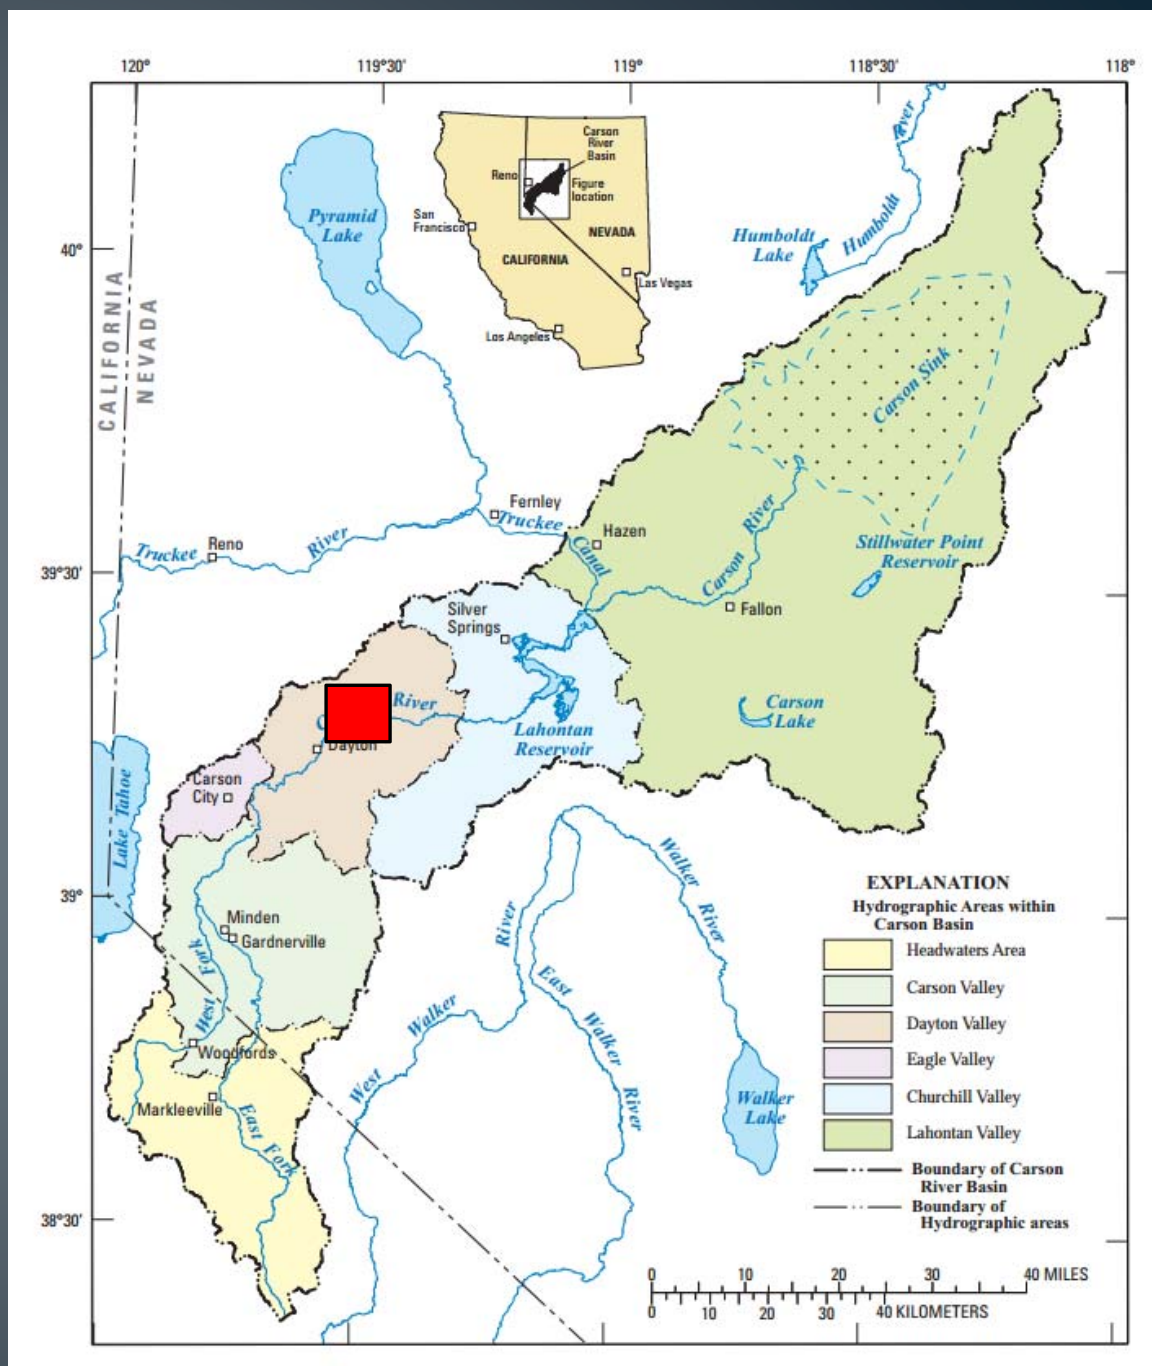 120°
119°30'
119°
118°30'
118°
40°
39°30'
39°
38°30'
CALIFORNIA
NEVADA
Pyramid
Lake
Carson
River
Basin
Reno
Figure
location
San
Francisco
NEVADA
CALIFORNIA
Las Vegas
Los Angeles
River
Humboldt
Humboldt
Lake
Carson Sink
Fernley
Truckee
Canal
Hazen
Truckee
Reno
River
Carson
River
Stillwater Point
Reservoir
Fallon
Silver
Springs
River
Dayton
Lahontan
Reservoir
Carson
Lake
Carson
City
Lake Tahoe
Minden
Gardnerville
West
Fork
Woodfords
Markleeville
East
Fork
West
Walker
River
East
Walker
River
Walker
River
Walker
Lake
EXPLANATION
Hydrographic Areas within
Carson Basin
Headwaters Area
Carson Valley
Dayton Valley
Eagle Valley
Churchill Valley
Lahontan Valley
Boundary of Carson
River Basin
Boundary of
Hydrographic areas
0 10 20 30 40 MILES
0 10 20 30 40 KILOMETERS